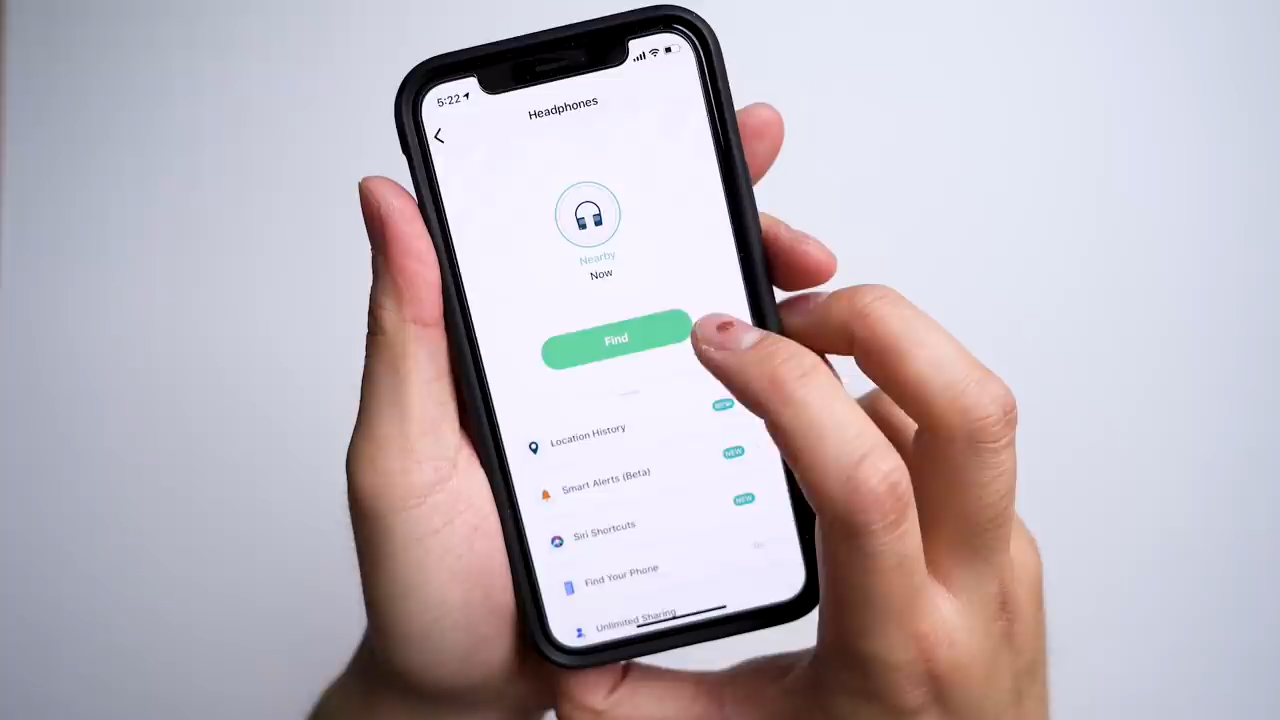 5:22
Headphones
Nearby
Now
Find
NEW
Location History
NEW
Smart Alerts (Beta)
NEW
Siri Shortcuts
Find Your Phone
Unlimited Sharing